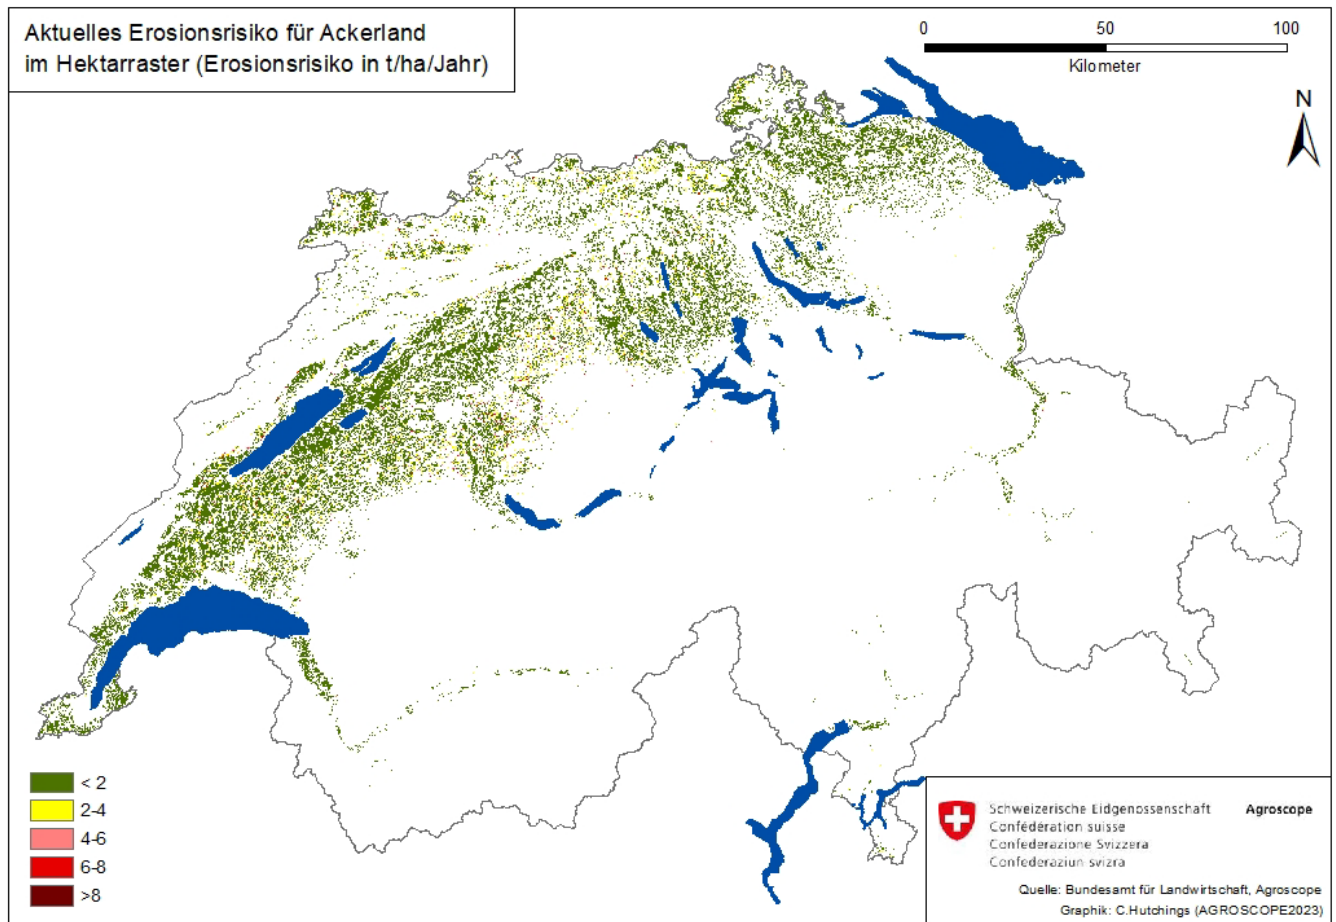 Aktuelles Erosionsrisiko für Ackerland
im Hektarraster (Erosionsrisiko in t/ha/Jahr)
0 50 100
Kilometer
N
< 2
2-4
4-6
6-8
>8
Schweizerische Eidgenossenschaft
Confédération suisse
Confederazione Svizzera
Confederaziun svizra
Agroscope
Quelle: Bundesamt für Landwirtschaft, Agroscope
Graphik: C.Hutchings (AGROSCOPE2023)